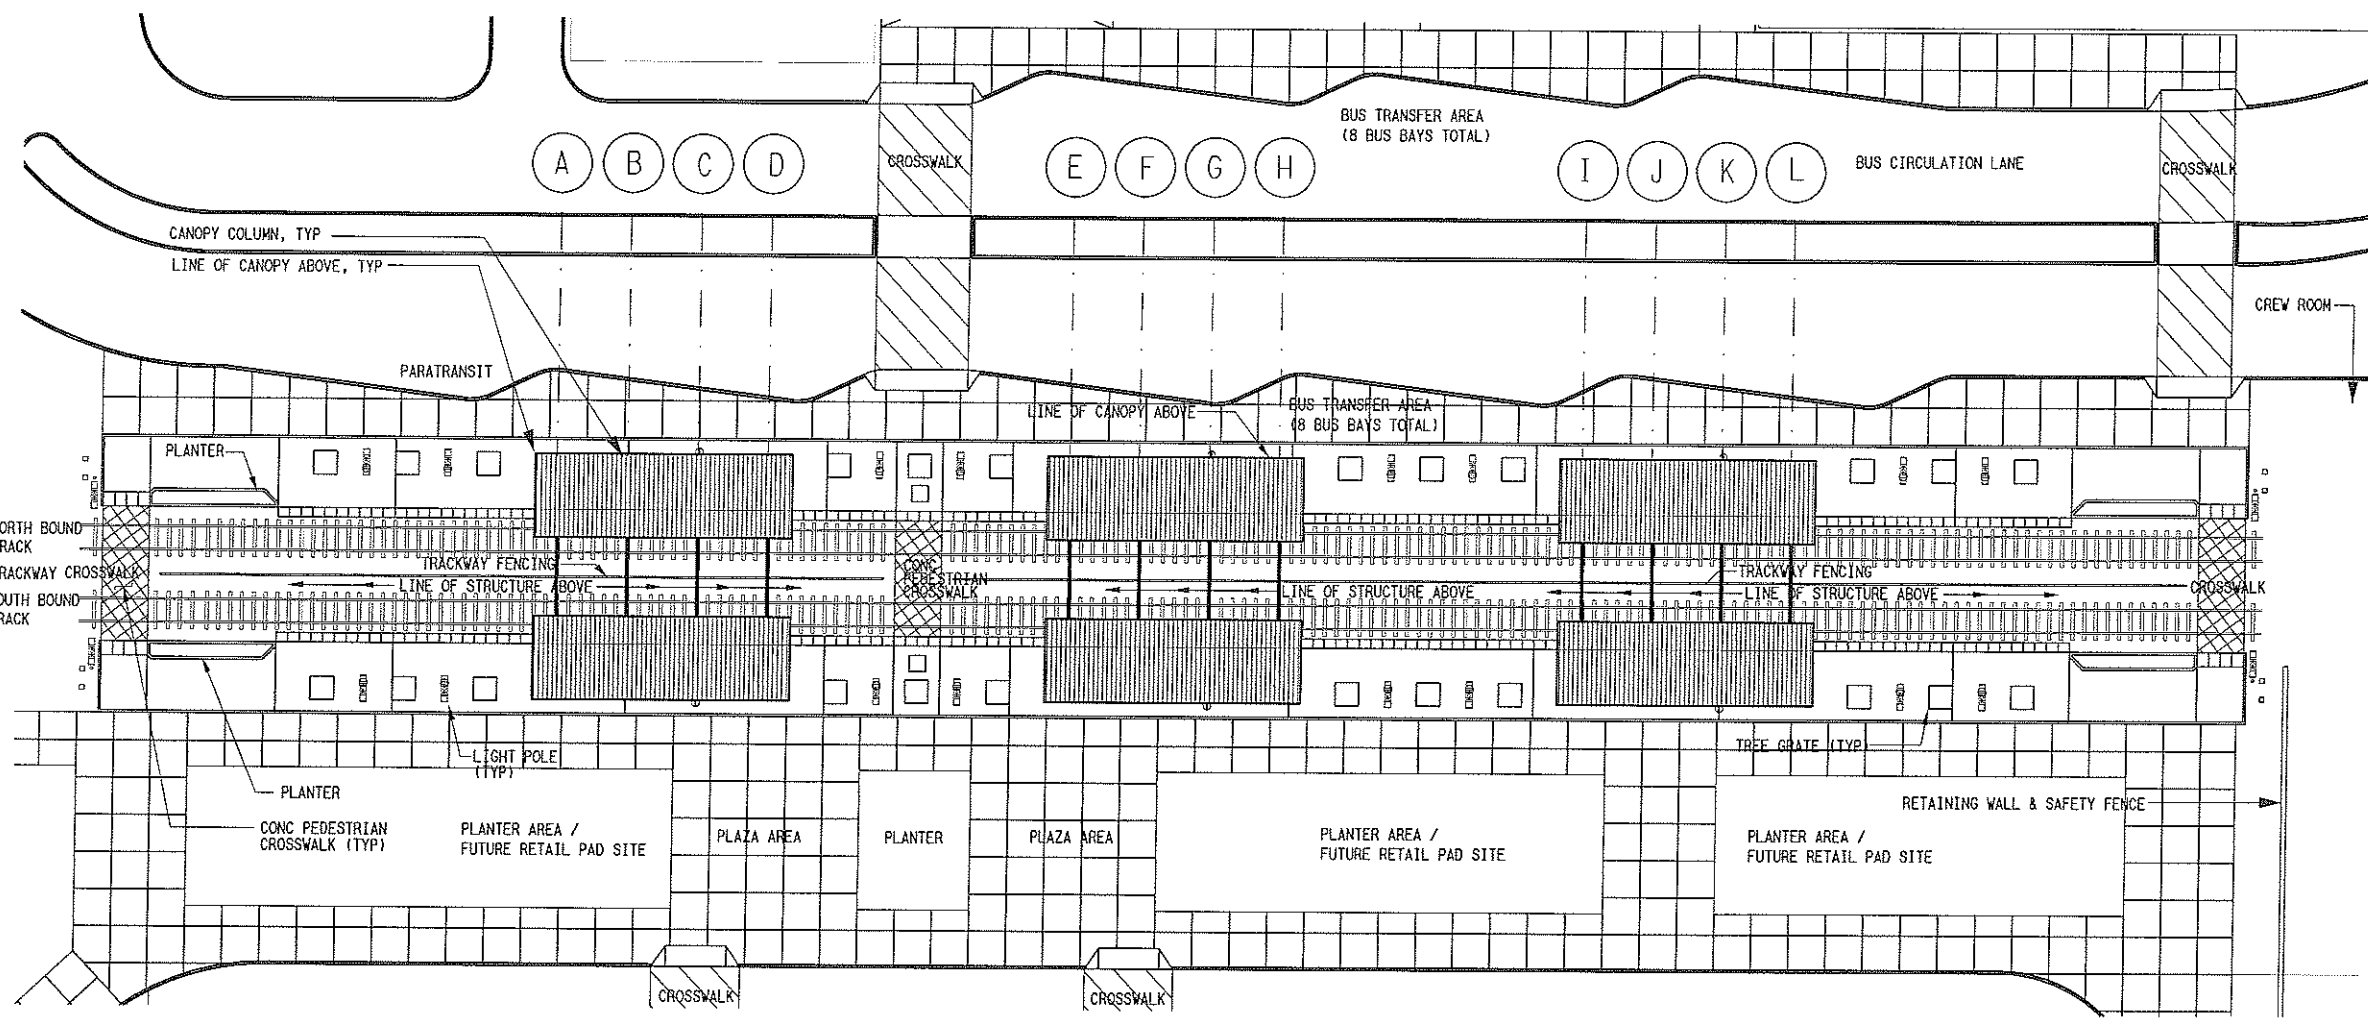 BUS TRANSFER AREA
(8 BUS BAYS TOTAL)
A B C D
CROSSWALK
E F G H
I J K L
BUS CIRCULATION LANE
CROSSWALK
CANOPY COLUMN, TYP
LINE OF CANOPY ABOVE, TYP
CREW ROOM
PARATRANSIT
LINE OF CANOPY ABOVE
BUS TRANSFER AREA
(8 BUS BAYS TOTAL)
PLANTER
ORTH BOUND
RACK
TRACKWAY FENCING
CONC
PEDESTRIAN
CROSSWALK
TRACKWAY FENCING
RACKWAY CROSSWALK
LINE OF STRUCTURE ABOVE
LINE OF STRUCTURE ABOVE
LINE OF STRUCTURE ABOVE
CROSSWALK
OUTH BOUND
RACK
LIGHT POLE
(TYP)
TREE GRATE (TYP)
PLANTER
RETAINING WALL & SAFETY FENCE
CONC PEDESTRIAN
CROSSWALK (TYP)
PLANTER AREA /
FUTURE RETAIL PAD SITE
PLAZA AREA
PLANTER
PLAZA AREA
PLANTER AREA /
FUTURE RETAIL PAD SITE
PLANTER AREA /
FUTURE RETAIL PAD SITE
CROSSWALK
CROSSWALK